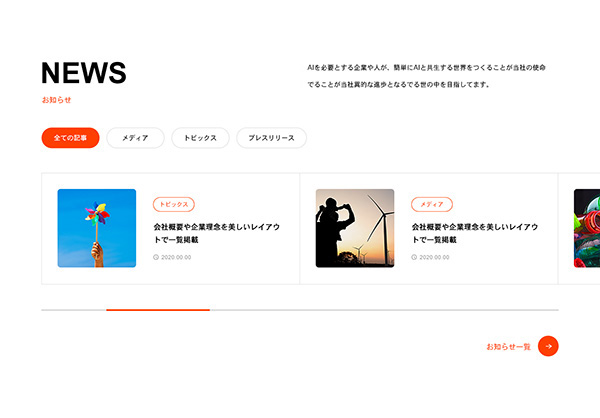 NEWS
お知らせ
AIを必要とする企業や人が、簡単にAIと共生する世界をつくることが当社の使命
でることが当社異的な進歩となるでる世の中を目指してます。
全ての記事
メディア
トピックス
プレスリリース
トピックス
会社概要や企業理念を美しいレイアウ
トで一覧掲載
2020 00.00
メディア
会社概要や企業理念を美しいレイアウ
トで一覧掲載
2020 00.00
お知らせ一覧